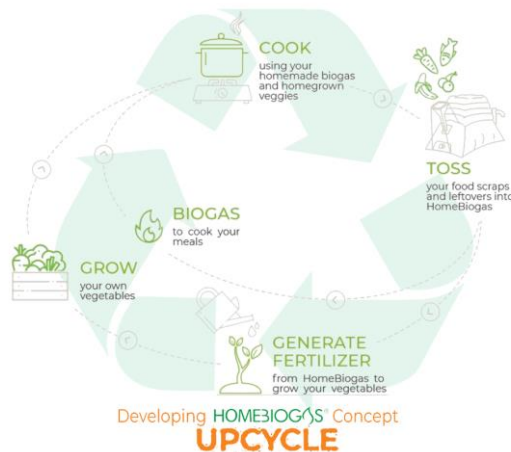 COOK
using your
homemade biogas
and homegrown
veggies
TOSS
your food scraps
and leftovers into
HomeBiogas
BIOGAS
to cook your
meals
GROW
your own
vegetables
GENERATE
FERTILIZER
from HomeBiogas to
grow your vegetables
Developing HOMEBIOGAS® Concept
UPCYCLE